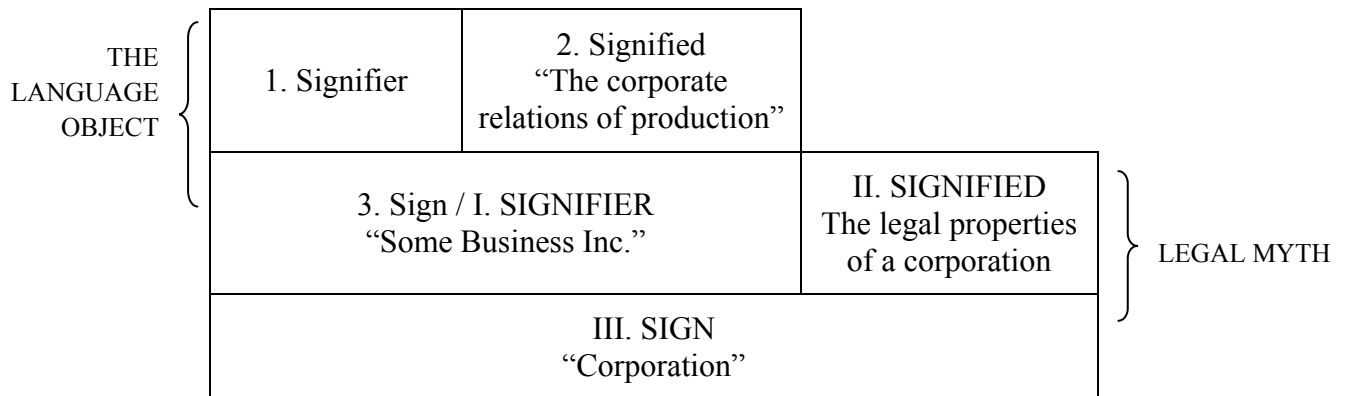 THE
LANGUAGE
OBJECT
1. Signifier
2. Signified
“The corporate
relations of production”
3. Sign / I. SIGNIFIER
“Some Business Inc.”
II. SIGNIFIED
The legal properties
of a corporation
LEGAL MYTH
III. SIGN
“Corporation”